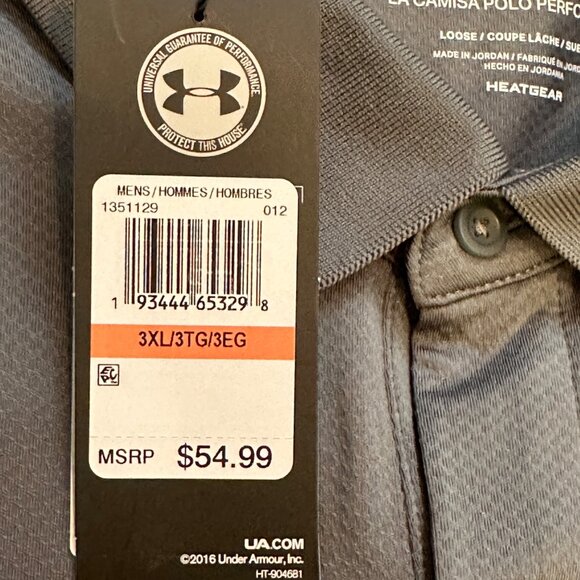 UNIVERSAL GUARANTEE OF PERFORMANCE
PROTECT THIS HOUSE
MENS/HOMMES/HOMBRES
1351129 012
1 93444 65329 8
3XL/3TG/3EG
MSRP $54.99
UA.COM
©2016 Under Armour, Inc.
HT-904681
LA CAMISA POLO PERFO
LOOSE / COUPE LÂCHE / SUE
MADE IN JORDAN / FABRIQUÉ EN JOR
HECHO EN JORDANIA
HEATGEAR